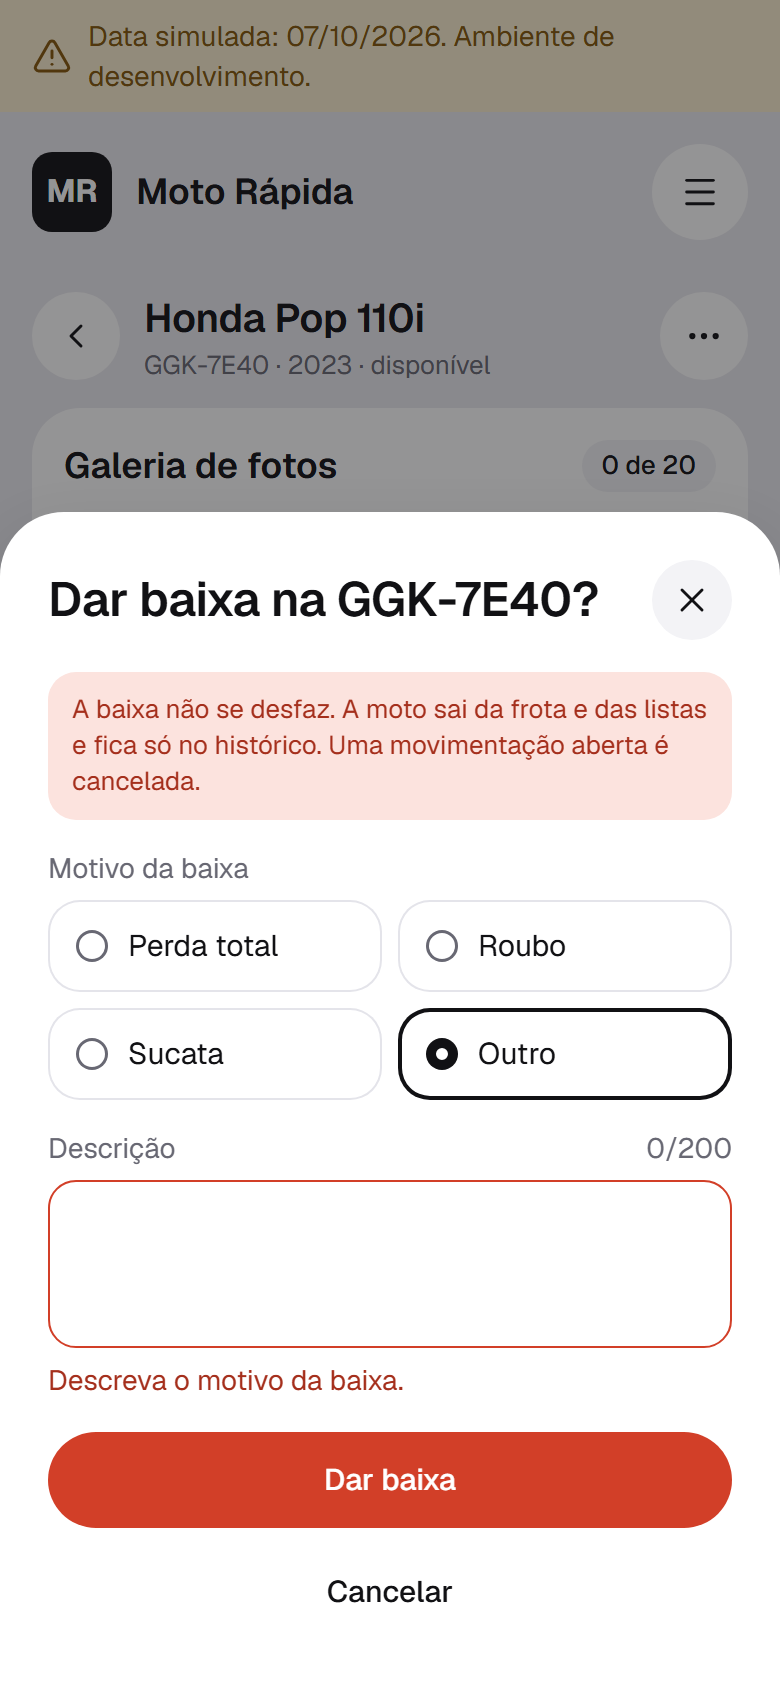 Data simulada: 07/10/2026. Ambiente de
desenvolvimento.
MR
Moto Rápida
Honda Pop 110i
GGK-7E40 · 2023 · disponível
Galeria de fotos
0 de 20
Dar baixa na GGK-7E40?
A baixa não se desfaz. A moto sai da frota e das listas
e fica só no histórico. Uma movimentação aberta é
cancelada.
Motivo da baixa
Perda total
Roubo
Sucata
Outro
Descrição
0/200
Descreva o motivo da baixa.
Dar baixa
Cancelar